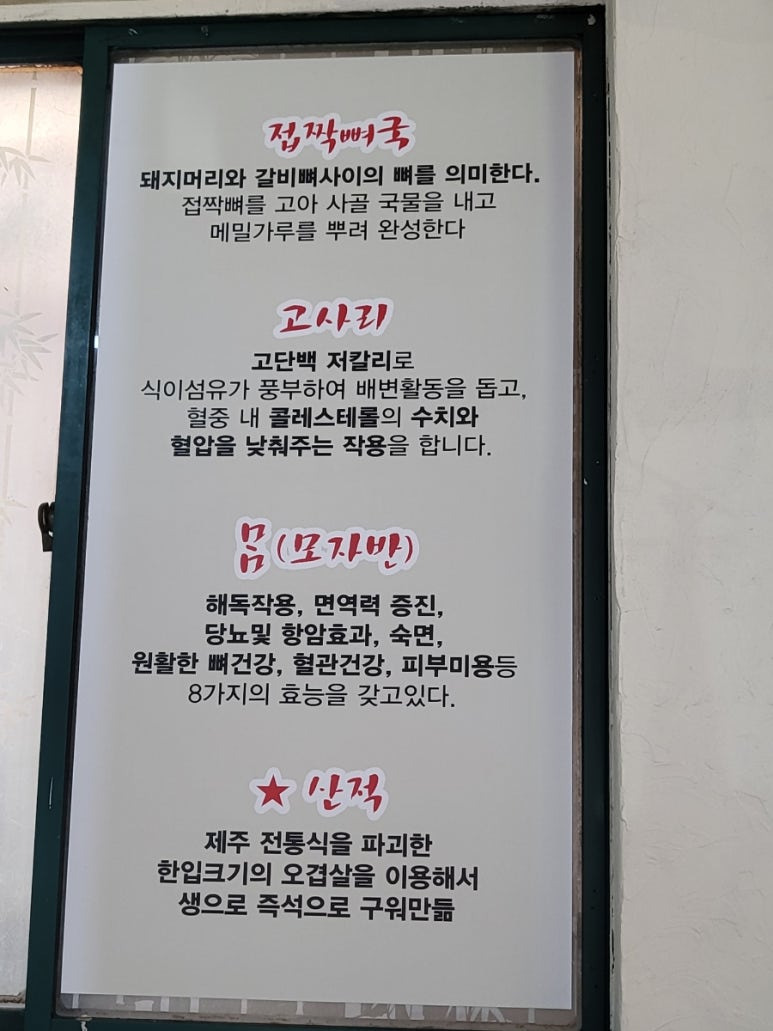 접짝뼈국
돼지머리와 갈비뼈사이의 뼈를 의미한다.
접짝뼈를 고아 사골 국물을 내고
메밀가루를 뿌려 완성한다
고사리
고단백 저칼리로
식이섬유가 풍부하여 배변활동을 돕고,
혈중 내 콜레스테롤의 수치와
혈압을 낮춰주는 작용을 합니다.
몸(모자반)
해독작용, 면역력 증진,
당뇨및 항암효과, 숙면,
원활한 뼈건강, 혈관건강, 피부미용등
8가지의 효능을 갖고있다.
★ 산적
제주 전통식을 파괴한
한입크기의 오겹살을 이용해서
생으로 즉석으로 구워만듦